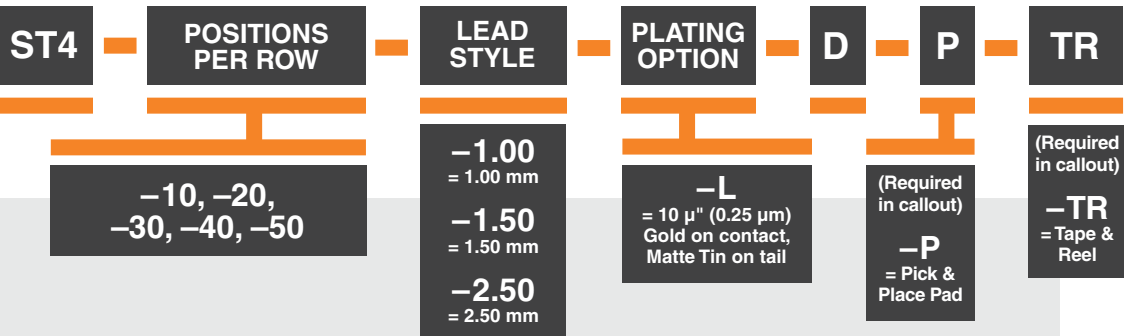 ST4
POSITIONS
PER ROW
LEAD
STYLE
PLATING
OPTION
D
P
TR
–10, –20,
–30, –40, –50
–1.00
= 1.00 mm
–1.50
= 1.50 mm
–2.50
= 2.50 mm
–L
= 10 µ" (0.25 µm)
Gold on contact,
Matte Tin on tail
(Required
in callout)
–P
= Pick &
Place Pad
(Required
in callout)
–TR
= Tape &
Reel